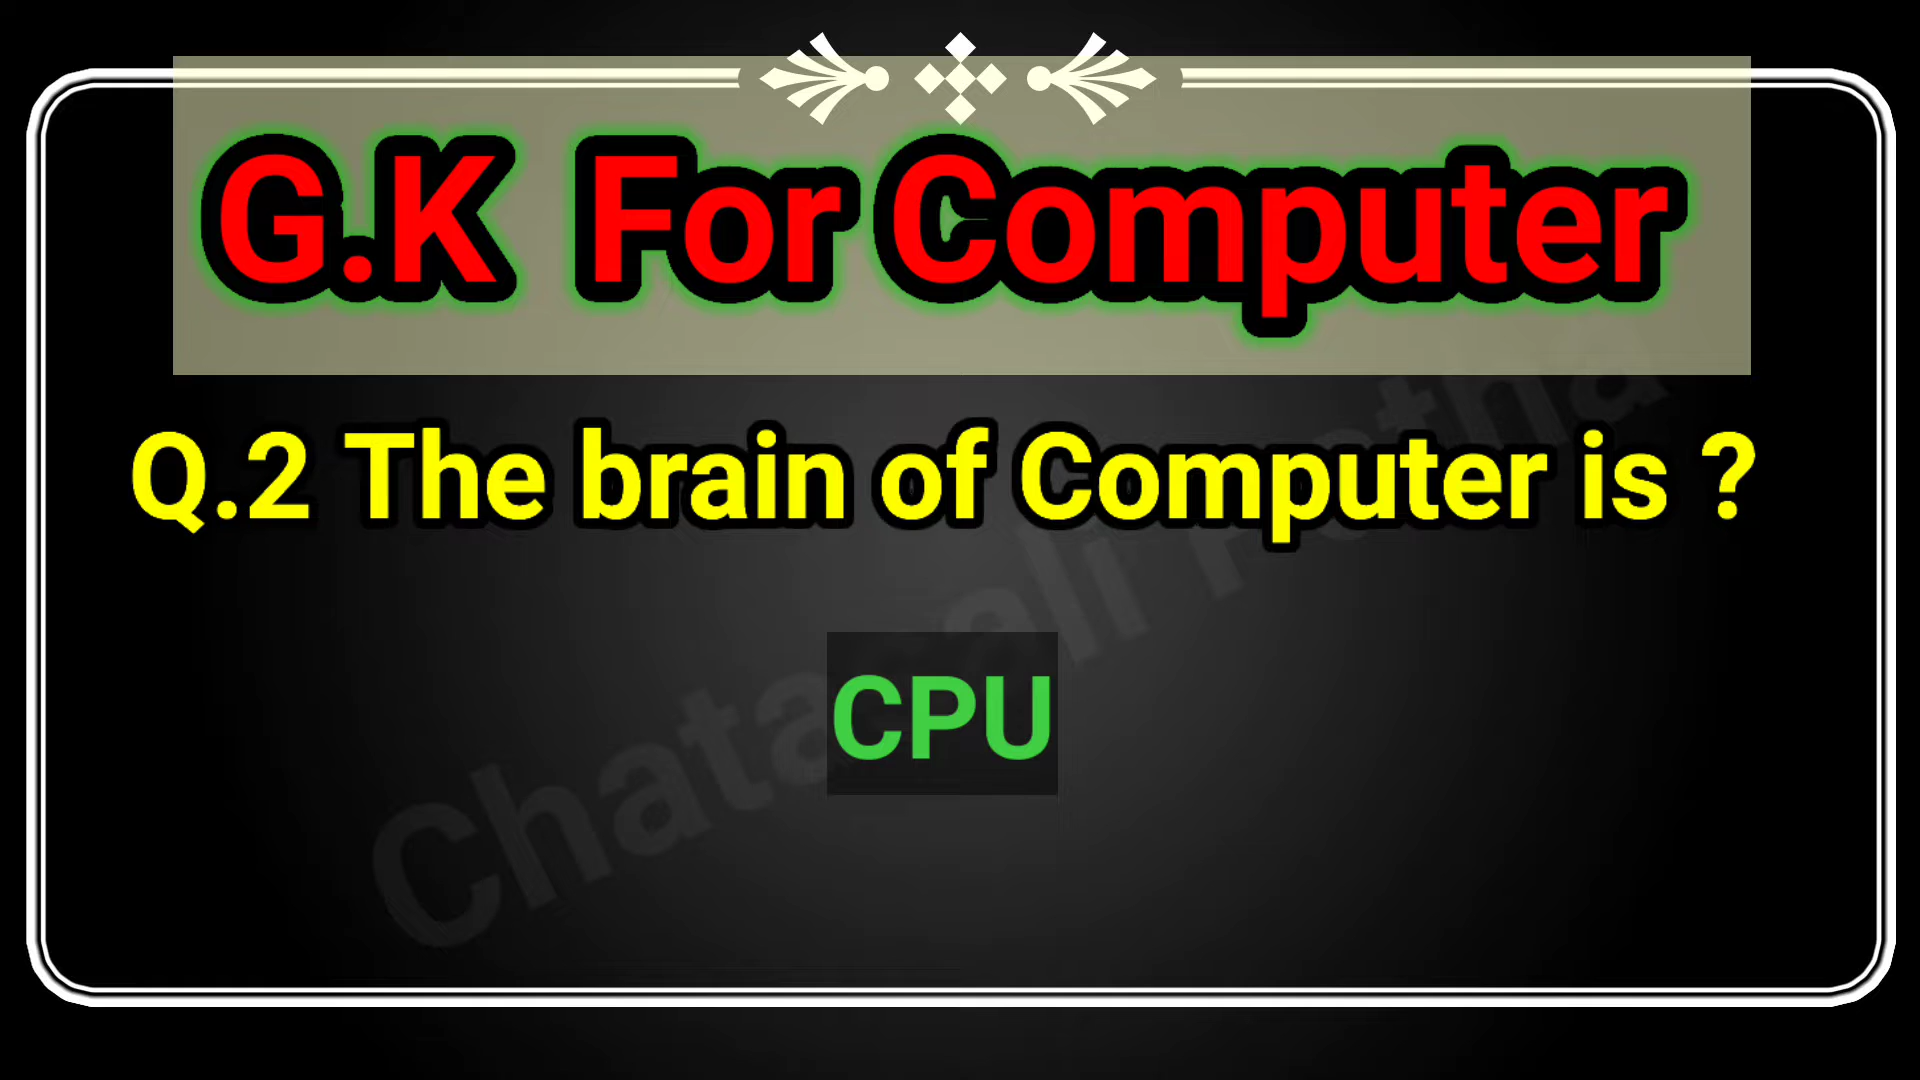 G.K For Computer
Q.2 The brain of Computer is ?
CPU